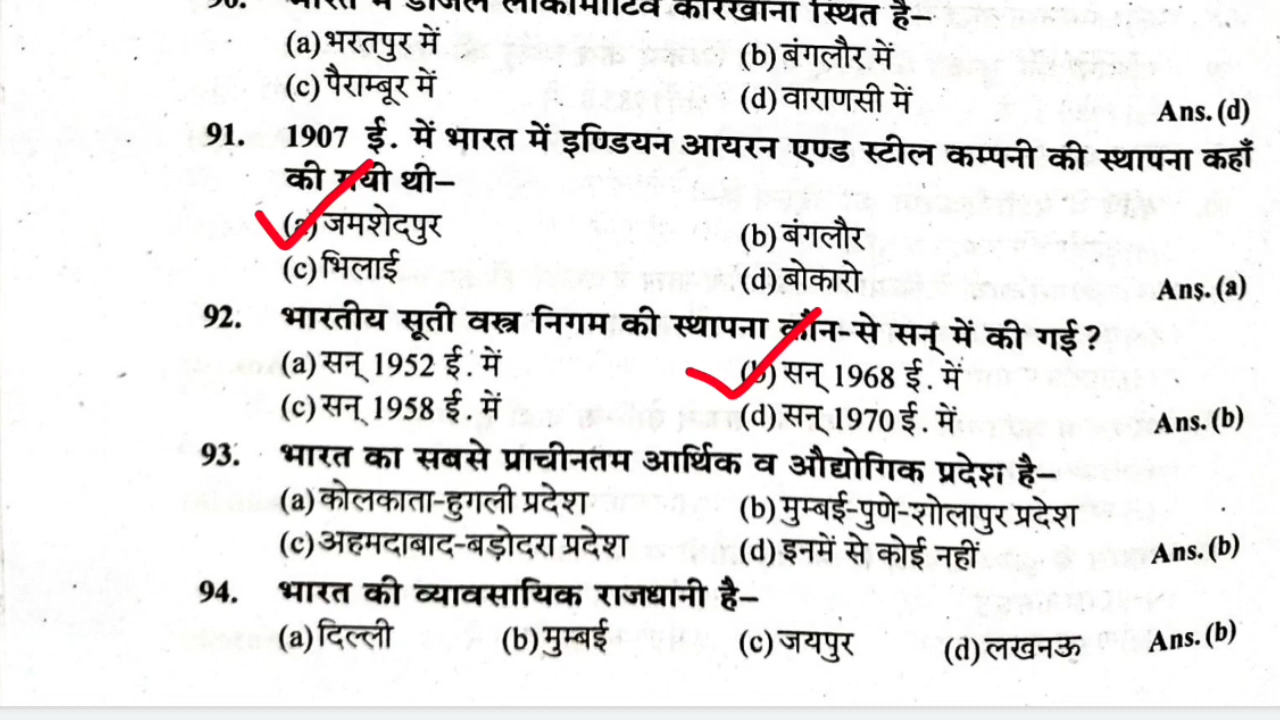 90. भारत में डीजल लोकोमोटिव कारखाना स्थित है–
(a) भरतपुर में (b) बंगलौर में
(c) पैराम्बूर में (d) वाराणसी में Ans. (d)
91. 1907 ई. में भारत में इण्डियन आयरन एण्ड स्टील कम्पनी की स्थापना कहाँ
की गयी थी–
(a) जमशेदपुर (b) बंगलौर
(c) भिलाई (d) बोकारो Ans. (a)
92. भारतीय सूती वस्त्र निगम की स्थापना कौन-से सन् में की गई?
(a) सन् 1952 ई. में (b) सन् 1968 ई. में
(c) सन् 1958 ई. में (d) सन् 1970 ई. में Ans. (b)
93. भारत का सबसे प्राचीनतम आर्थिक व औद्योगिक प्रदेश है–
(a) कोलकाता-हुगली प्रदेश (b) मुम्बई-पुणे-शोलापुर प्रदेश
(c) अहमदाबाद-बड़ोदरा प्रदेश (d) इनमें से कोई नहीं Ans. (b)
94. भारत की व्यावसायिक राजधानी है–
(a) दिल्ली (b) मुम्बई (c) जयपुर (d) लखनऊ Ans. (b)